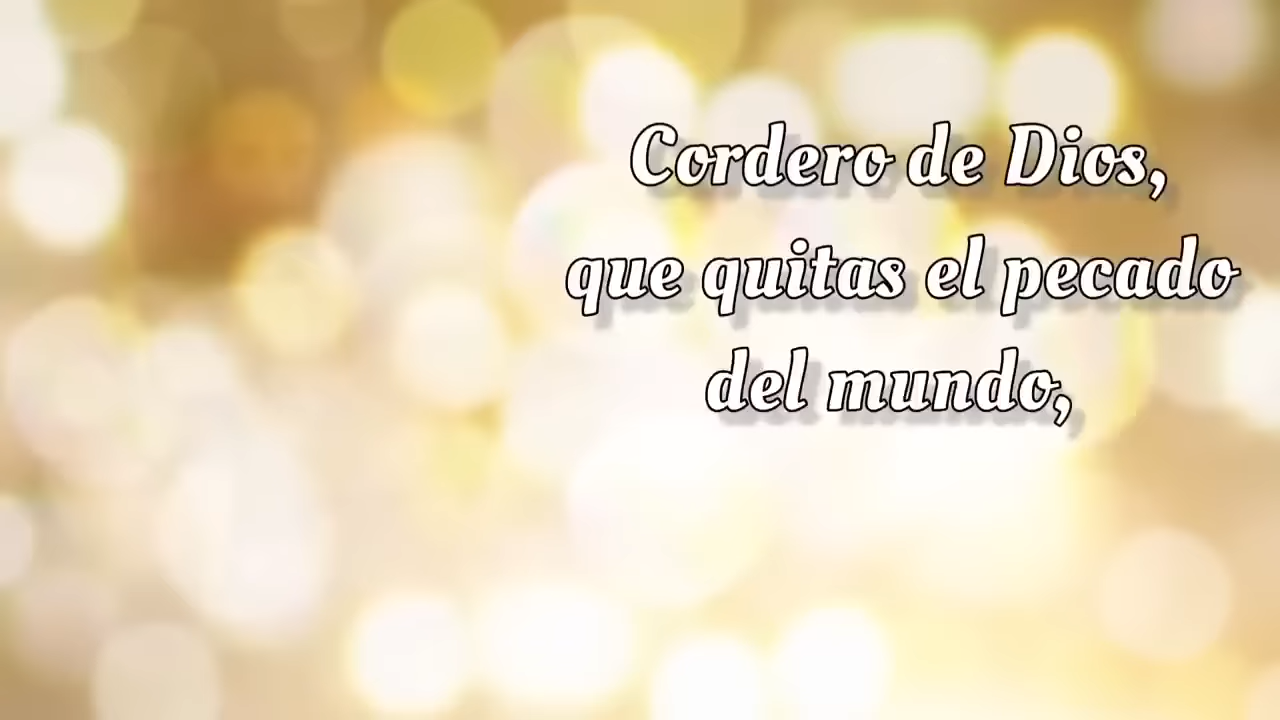 Cordero de Dios,
que quitas el pecado
del mundo,